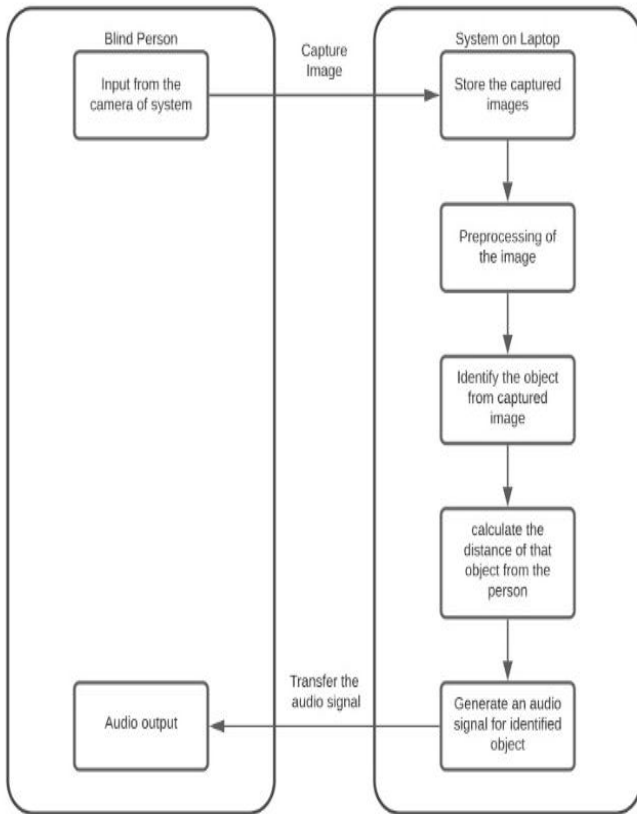 Blind Person
System on Laptop
Input from the
camera of system
Capture
Image
Store the captured
images
Preprocessing of
the image
Identify the object
from captured
image
calculate the
distance of that
object from the
person
Generate an audio
signal for identified
object
Transfer the
audio signal
Audio output